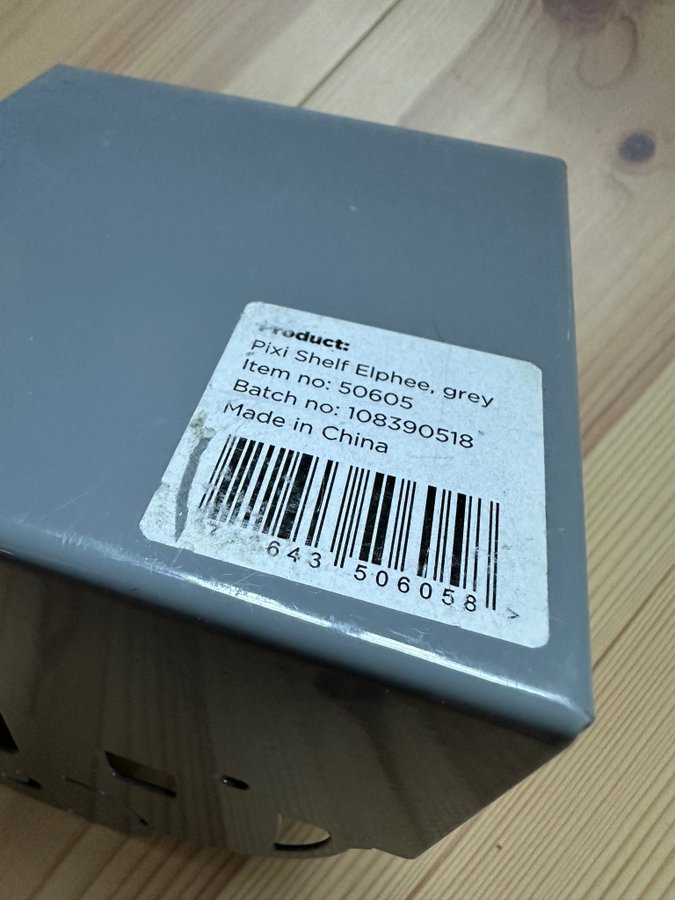 Product:
Pixi Shelf Elphee, grey
Item no: 50605
Batch no: 108390518
Made in China
643 506058 >